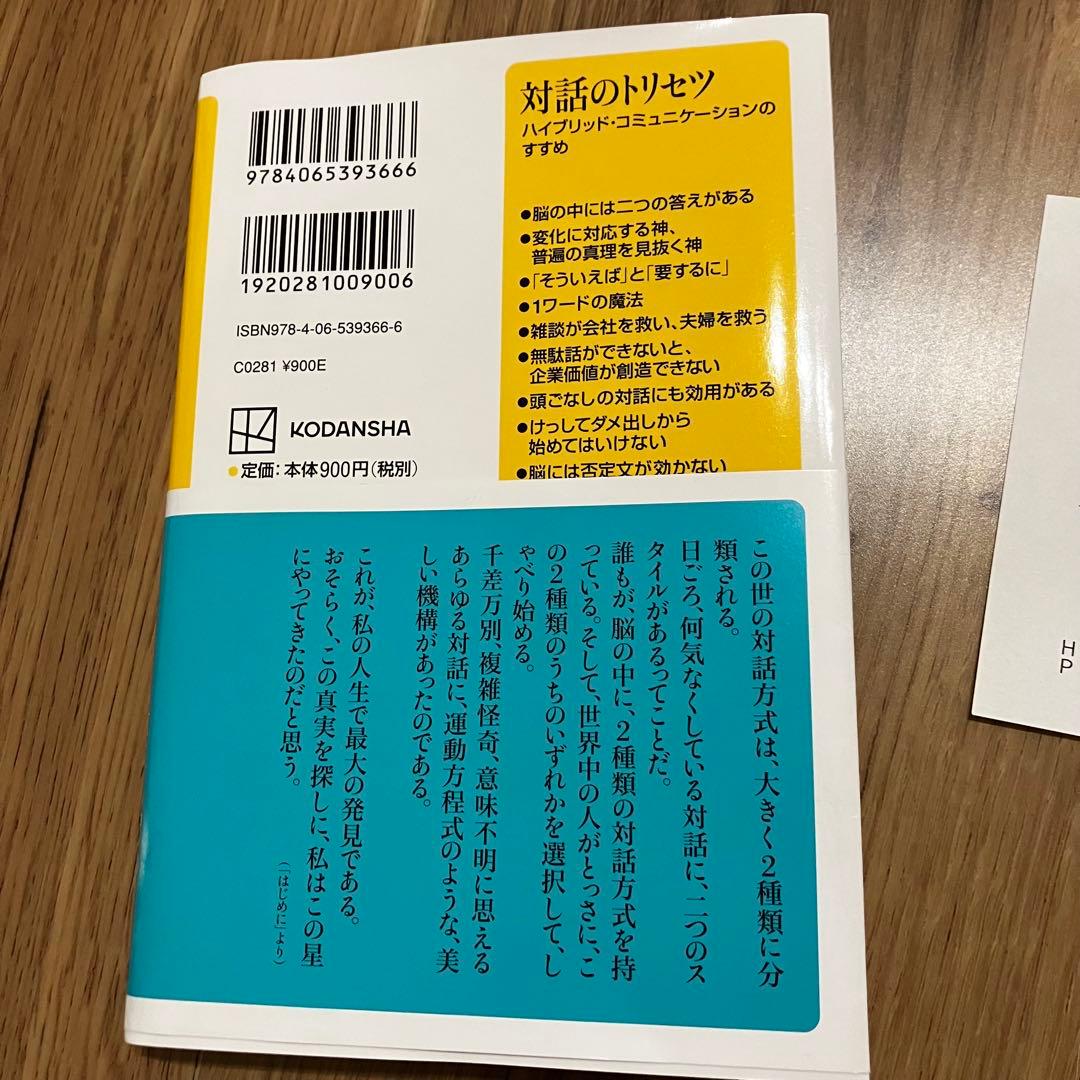 9784065393666
1920281009006
ISBN978-4-06-539366-6
C0281 ¥900E
KODANSHA
●定価:本体900円(税別)
対話のトリセツ
ハイブリッド・コミュニケーションの
すすめ
●脳の中には二つの答えがある
●変化に対応する神、
普遍の真理を見抜く神
●「そういえば」と「要するに」
●1ワードの魔法
●雑談が会社を救い、夫婦を救う
●無駄話ができないと、
企業価値が創造できない
●頭ごなしの対話にも効用がある
●けっしてダメ出しから
始めてはいけない
●脳には否定文が効かない
この世の対話方式は、大きく2種類に分
類される。
日ごろ、何気なくしている対話に、二つのス
タイルがあるってことだ。
誰もが、脳の中に、2種類の対話方式を持
っている。そして、世界中の人がとっさに、こ
の2種類のうちのいずれかを選択して、し
ゃべり始める。
千差万別、複雑怪奇、意味不明に思える
あらゆる対話に、運動方程式のような、美
しい機構があったのである。
これが、私の人生で最大の発見である。
おそらく、この真実を探しに、私はこの星
にやってきたのだと思う。
(「はじめに」より)
H
P